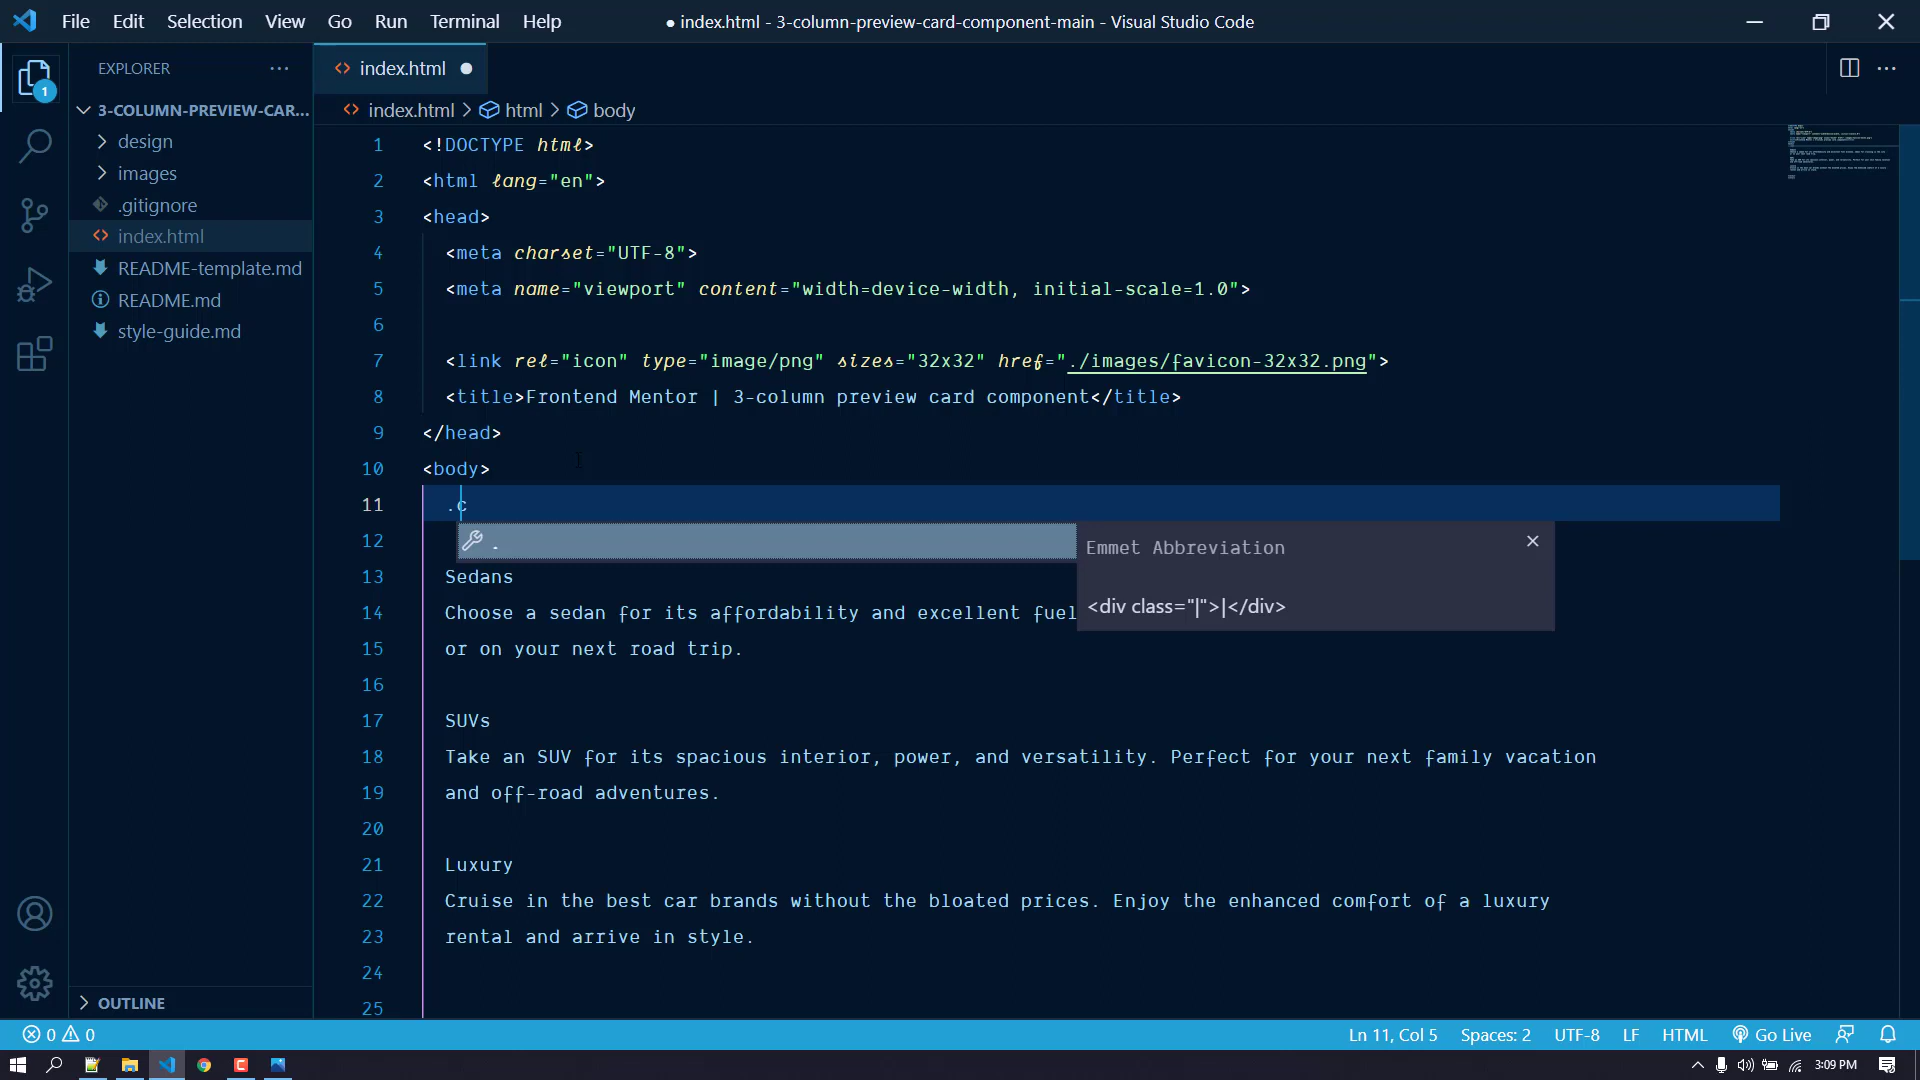 File Edit Selection View Go Run Terminal Help
● index.html - 3-column-preview-card-component-main - Visual Studio Code
EXPLORER
1
3-COLUMN-PREVIEW-CAR...
design
images
.gitignore
index.html
README-template.md
README.md
style-guide.md
OUTLINE
index.html
index.html > html > body
1 <!DOCTYPE html>
2 <html lang="en">
3 <head>
4 <meta charset="UTF-8">
5 <meta name="viewport" content="width=device-width, initial-scale=1.0">
6
7 <link rel="icon" type="image/png" sizes="32x32" href="./images/favicon-32x32.png">
8 <title>Frontend Mentor | 3-column preview card component</title>
9 </head>
10 <body>
11 .c
12 .
Emmet Abbreviation
<div class="|">|</div>
13 Sedans
14 Choose a sedan for its affordability and excellent fuel
15 or on your next road trip.
16
17 SUVs
18 Take an SUV for its spacious interior, power, and versatility. Perfect for your next family vacation
19 and off-road adventures.
20
21 Luxury
22 Cruise in the best car brands without the bloated prices. Enjoy the enhanced comfort of a luxury
23 rental and arrive in style.
24
25
0 0
Ln 11, Col 5 Spaces: 2 UTF-8 LF HTML Go Live
3:09 PM